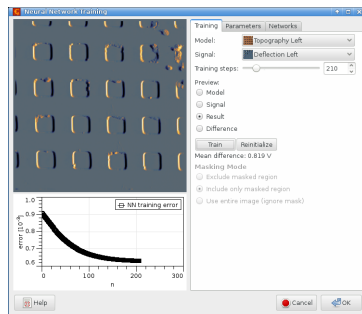 Neural Network Training
Training Parameters Networks
Model: Topography Left
Signal: Deflection Left
Training steps: 210
Preview:
Model
Signal
Result
Difference
Train Reinitialize
Mean difference: 0.819 V
Masking Mode
Exclude masked region
Include only masked region
Use entire image (ignore mask)
NN training error
1.0
0.9
0.8
0.7
0.6
0 100 200 300
n
Help Cancel OK